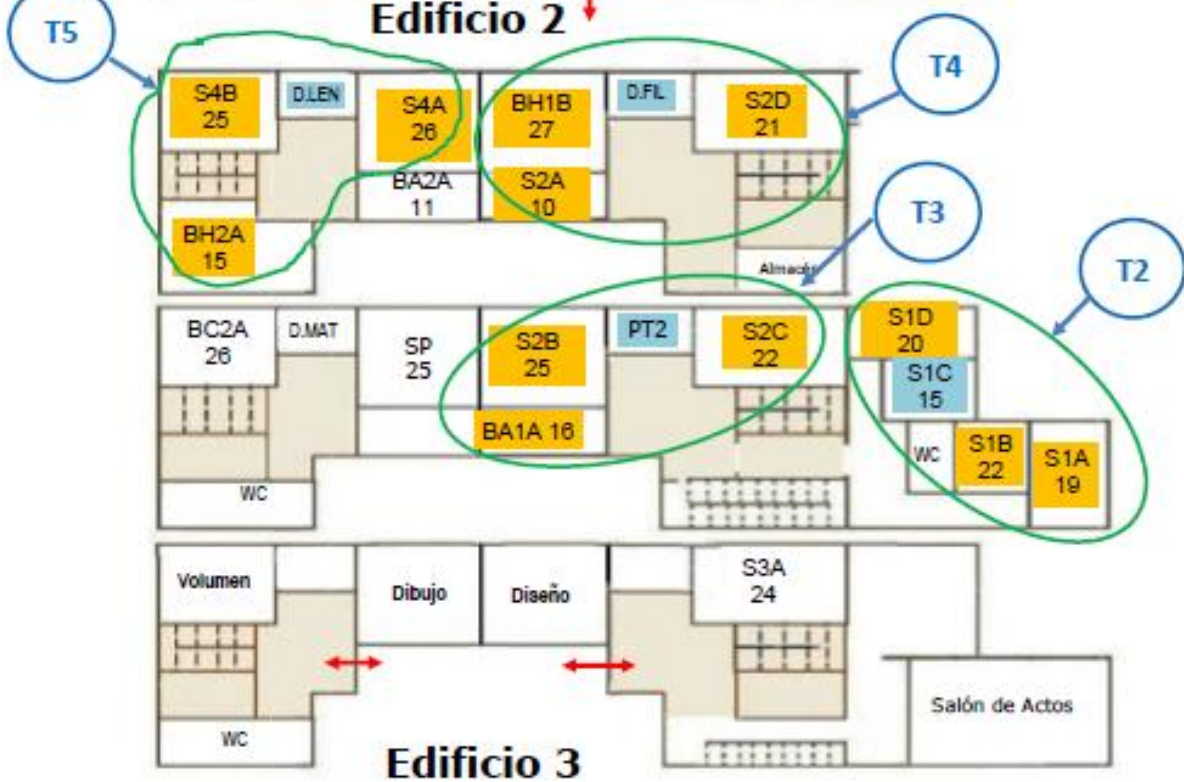 Edificio 2
T5
T4
S4B
25
D.LEN
S4A
26
BH1B
27
D.FIL
S2D
21
BA2A
11
S2A
10
BH2A
15
Almacén
T3
T2
BC2A
26
D.MAT
SP
25
S2B
25
PT2
S2C
22
S1D
20
S1C
15
BA1A 16
WC
S1B
22
S1A
19
WC
Volumen
Dibujo
Diseño
S3A
24
Salón de Actos
WC
Edificio 3